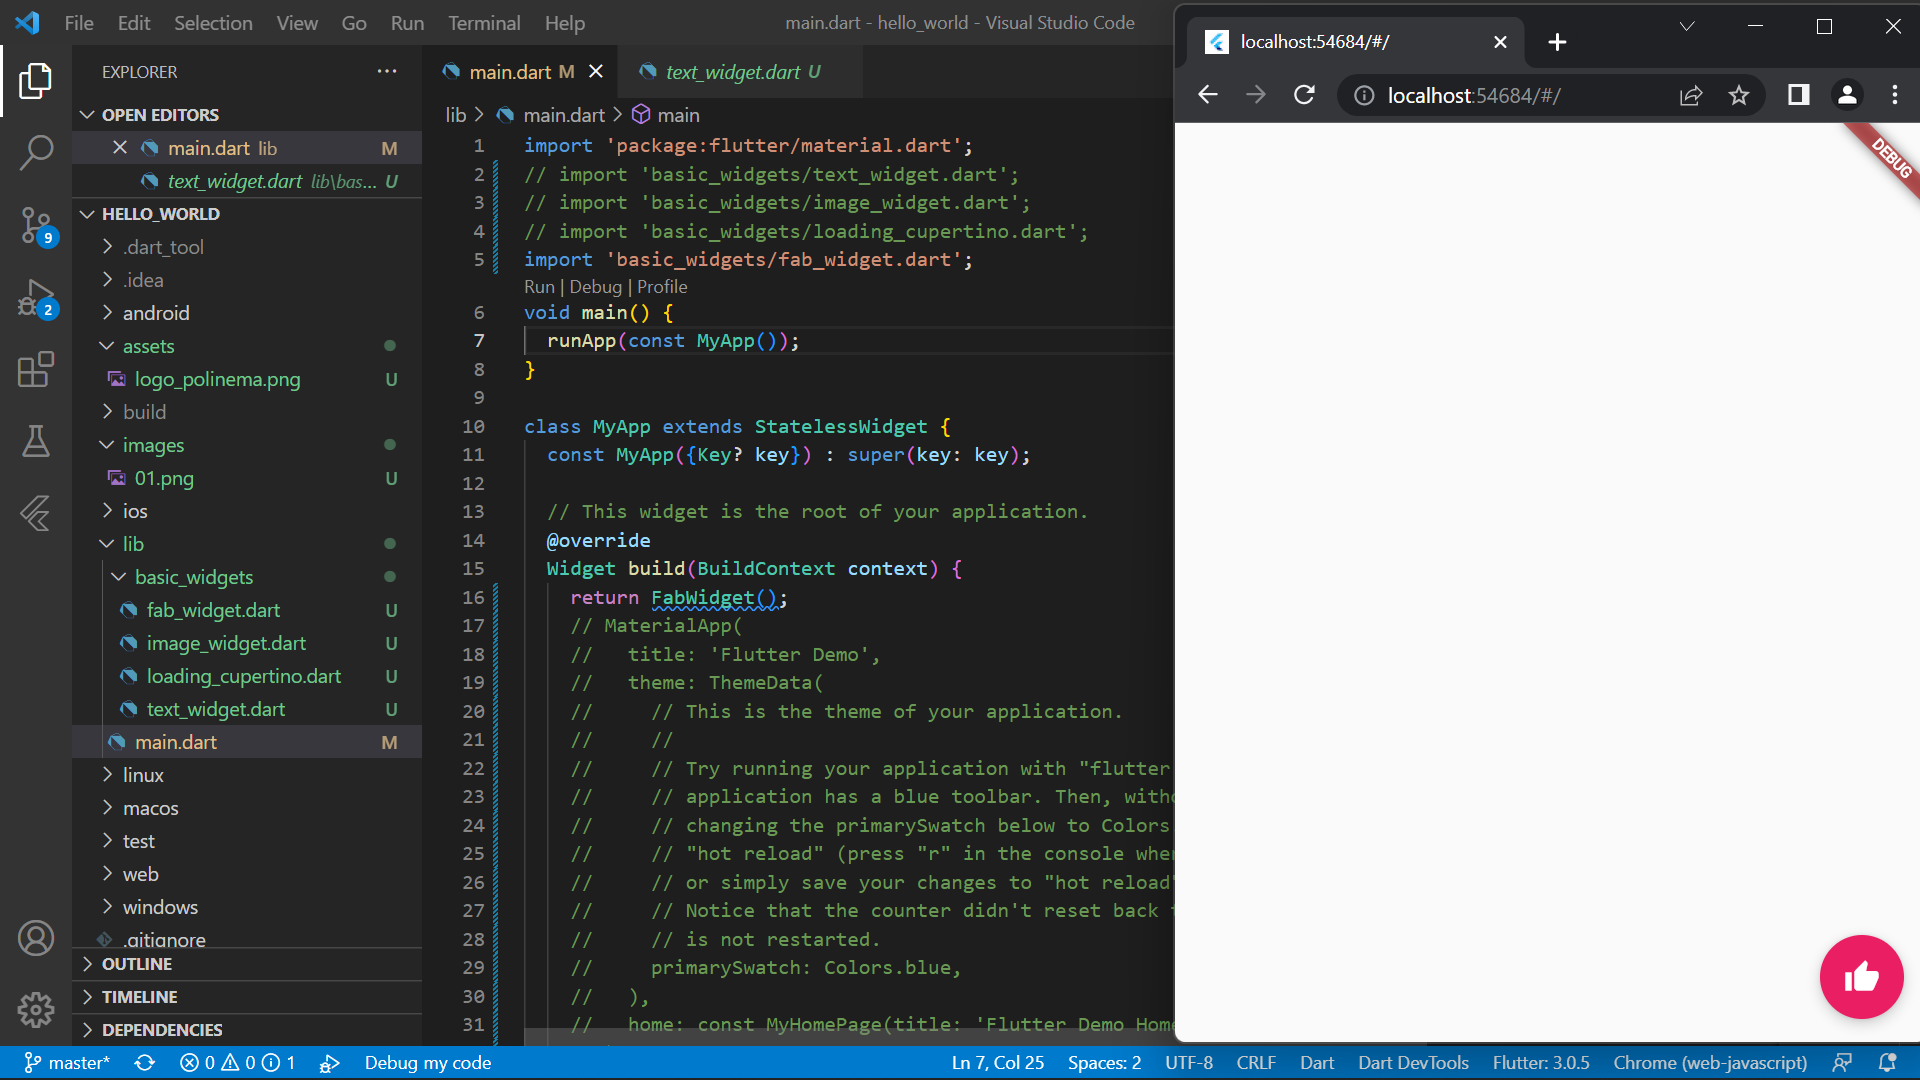 File Edit Selection View Go Run Terminal Help
main.dart - hello_world - Visual Studio Code
EXPLORER
OPEN EDITORS
main.dart lib M
text_widget.dart lib\bas... U
HELLO_WORLD
.dart_tool
.idea
android
assets
logo_polinema.png U
build
images
01.png U
ios
lib
basic_widgets
fab_widget.dart U
image_widget.dart U
loading_cupertino.dart U
text_widget.dart U
main.dart M
linux
macos
test
web
windows
.gitignore
OUTLINE
TIMELINE
DEPENDENCIES
9
2
main.dart M
text_widget.dart U
lib > main.dart > main
1 import 'package:flutter/material.dart';
2 // import 'basic_widgets/text_widget.dart';
3 // import 'basic_widgets/image_widget.dart';
4 // import 'basic_widgets/loading_cupertino.dart';
5 import 'basic_widgets/fab_widget.dart';
Run | Debug | Profile
6 void main() {
7 runApp(const MyApp());
8 }
9
10 class MyApp extends StatelessWidget {
11 const MyApp({Key? key}) : super(key: key);
12
13 // This widget is the root of your application.
14 @override
15 Widget build(BuildContext context) {
16 return FabWidget();
17 // MaterialApp(
18 // title: 'Flutter Demo',
19 // theme: ThemeData(
20 // // This is the theme of your application.
21 // //
22 // // Try running your application with "flutter
23 // // application has a blue toolbar. Then, witho
24 // // changing the primarySwatch below to Colors
25 // // "hot reload" (press "r" in the console wher
26 // // or simply save your changes to "hot reload"
27 // // Notice that the counter didn't reset back
28 // // is not restarted.
29 // primarySwatch: Colors.blue,
30 // ),
31 // home: const MyHomePage(title: 'Flutter Demo Home
localhost:54684/#/
localhost:54684/#/
DEBUG
master* 0 0 1 Debug my code
Ln 7, Col 25 Spaces: 2 UTF-8 CRLF Dart Dart DevTools Flutter: 3.0.5 Chrome (web-javascript)